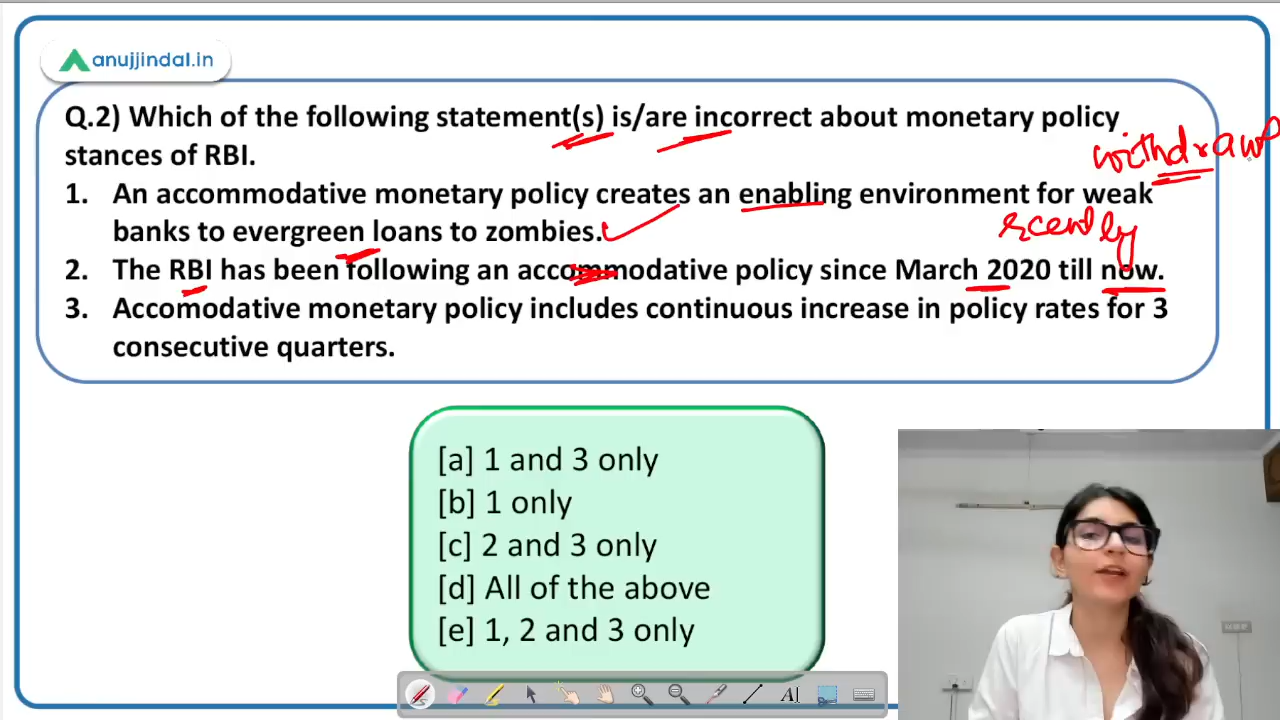 anujjindal.in
Q.2) Which of the following statement(s) is/are incorrect about monetary policy
stances of RBI.
withdraw
1. An accommodative monetary policy creates an enabling environment for weak
banks to evergreen loans to zombies.
2. The RBI has been following an accommodative policy since March 2020 till now.
3. Accomodative monetary policy includes continuous increase in policy rates for 3
consecutive quarters.
[a] 1 and 3 only
[b] 1 only
[c] 2 and 3 only
[d] All of the above
[e] 1, 2 and 3 only